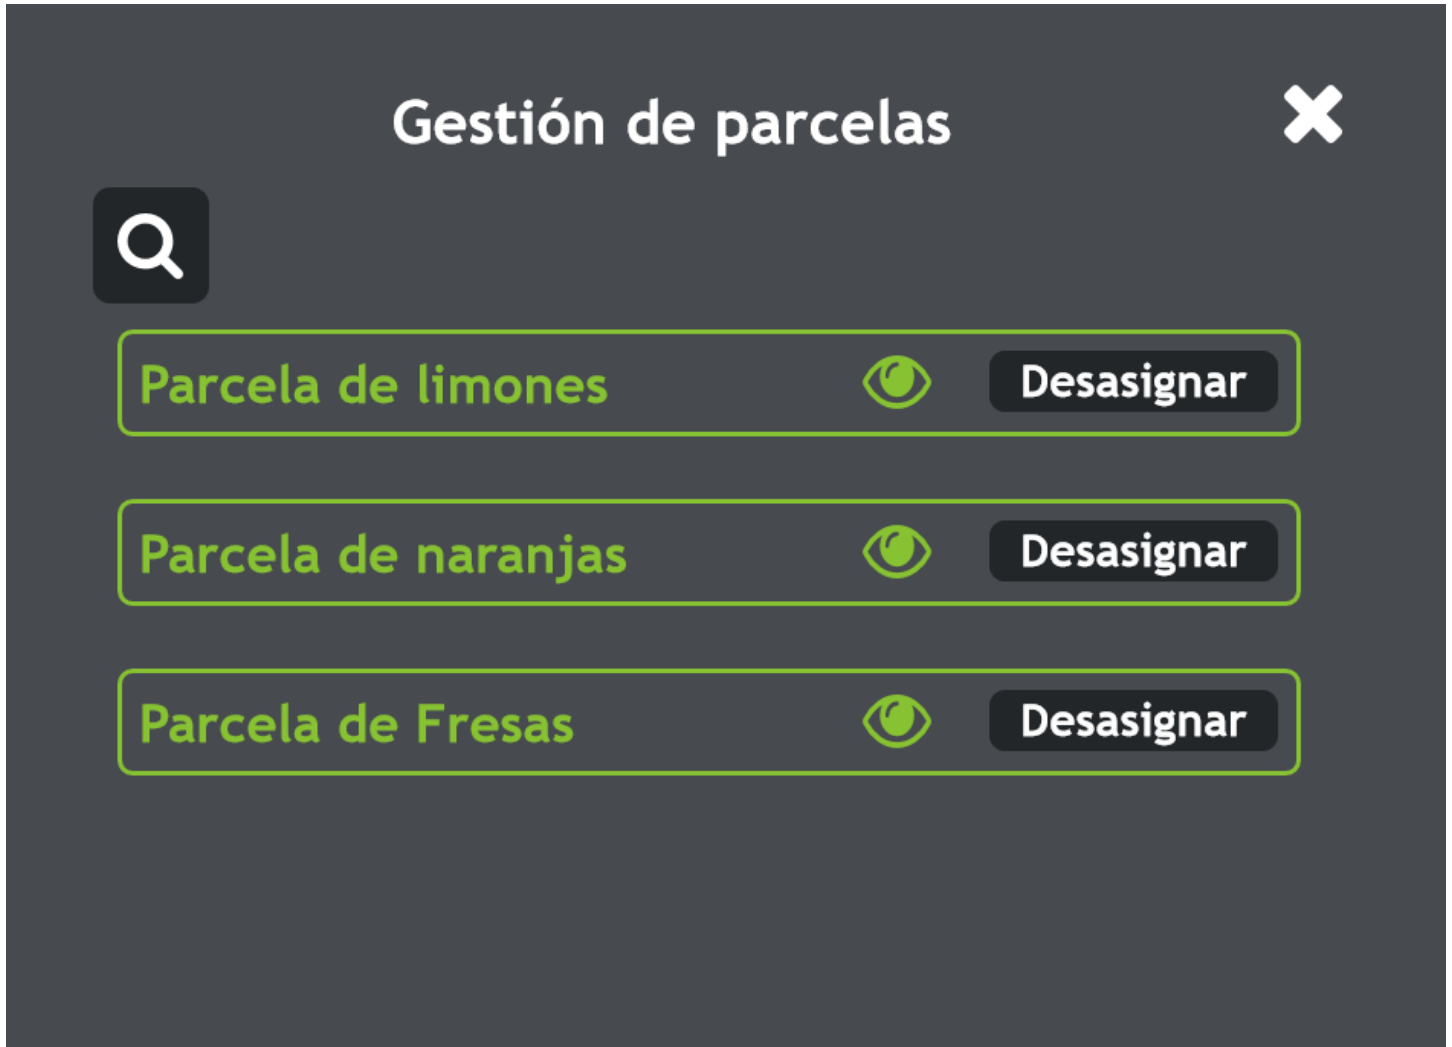 Gestión de parcelas
Parcela de limones Desasignar
Parcela de naranjas Desasignar
Parcela de Fresas Desasignar